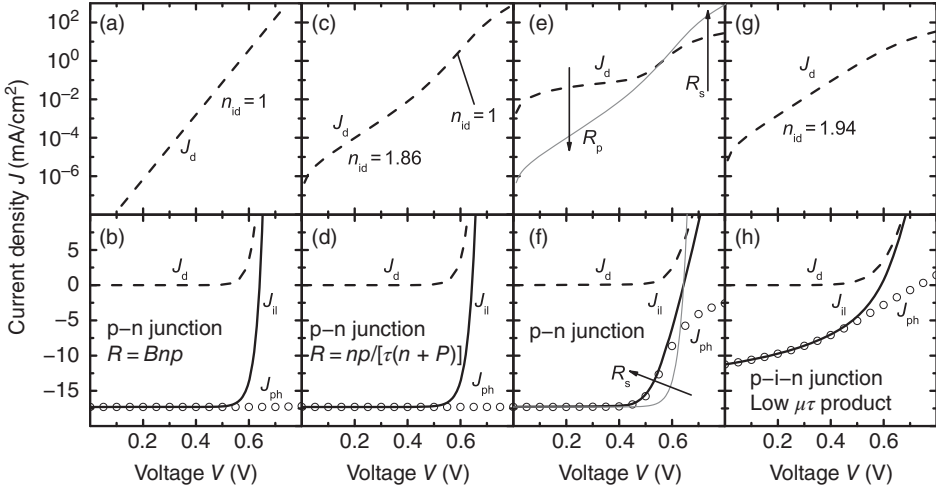 Current density J (mA/cm²)
10²
10⁰
10⁻²
10⁻⁴
10⁻⁶
(a)
n_id = 1
J_d
(c)
J_d
n_id = 1
n_id = 1.86
(e)
J_d
R_s
R_p
(g)
J_d
n_id = 1.94
5
0
−5
−10
−15
(b)
J_d
J_il
p–n junction
R = Bnp
J_ph
(d)
J_d
J_il
p–n junction
R = np/[τ(n + P)]
J_ph
(f)
J_d
J_il
p–n junction
J_ph
R_s
(h)
J_d
J_il
J_ph
p–i–n junction
Low μτ product
0.2 0.4 0.6
0.2 0.4 0.6
0.2 0.4 0.6
0.2 0.4 0.6
Voltage V (V)
Voltage V (V)
Voltage V (V)
Voltage V (V)